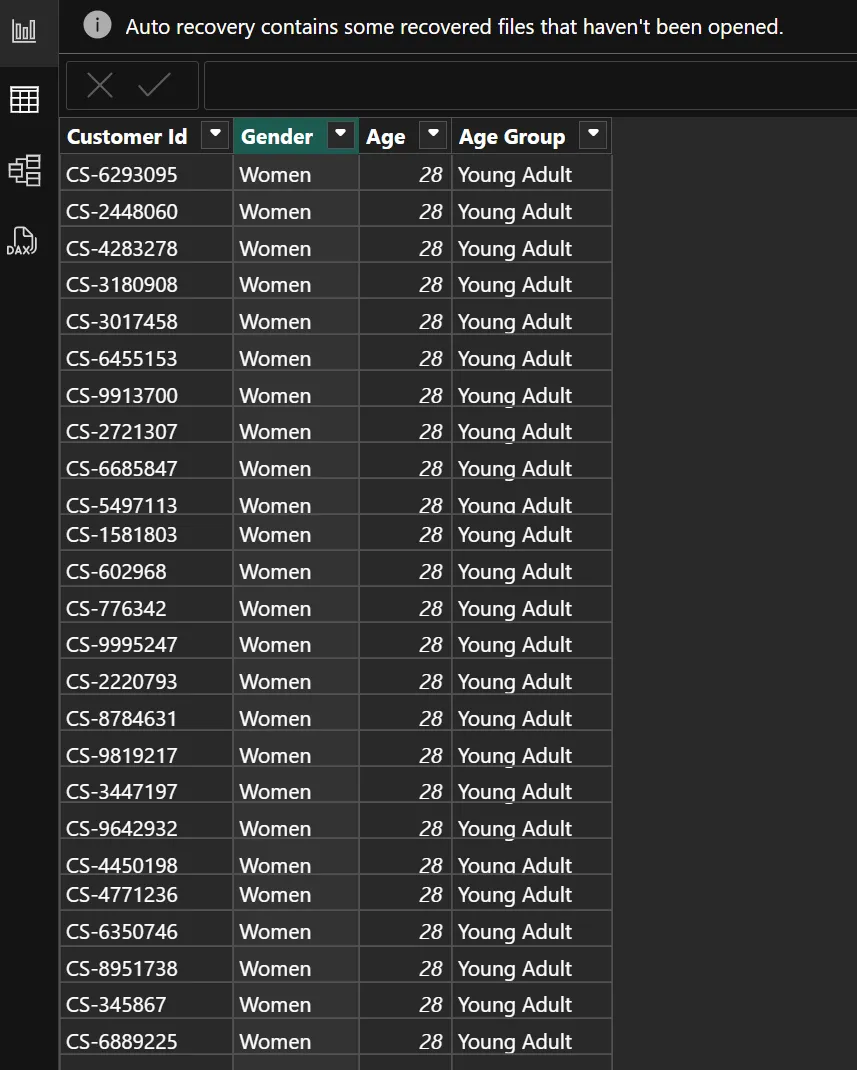 Auto recovery contains some recovered files that haven't been opened.
Customer Id Gender Age Age Group
CS-6293095 Women 28 Young Adult
CS-2448060 Women 28 Young Adult
CS-4283278 Women 28 Young Adult
CS-3180908 Women 28 Young Adult
CS-3017458 Women 28 Young Adult
CS-6455153 Women 28 Young Adult
CS-9913700 Women 28 Young Adult
CS-2721307 Women 28 Young Adult
CS-6685847 Women 28 Young Adult
CS-5497113 Women 28 Young Adult
CS-1581803 Women 28 Young Adult
CS-602968 Women 28 Young Adult
CS-776342 Women 28 Young Adult
CS-9995247 Women 28 Young Adult
CS-2220793 Women 28 Young Adult
CS-8784631 Women 28 Young Adult
CS-9819217 Women 28 Young Adult
CS-3447197 Women 28 Young Adult
CS-9642932 Women 28 Young Adult
CS-4450198 Women 28 Young Adult
CS-4771236 Women 28 Young Adult
CS-6350746 Women 28 Young Adult
CS-8951738 Women 28 Young Adult
CS-345867 Women 28 Young Adult
CS-6889225 Women 28 Young Adult
DAX